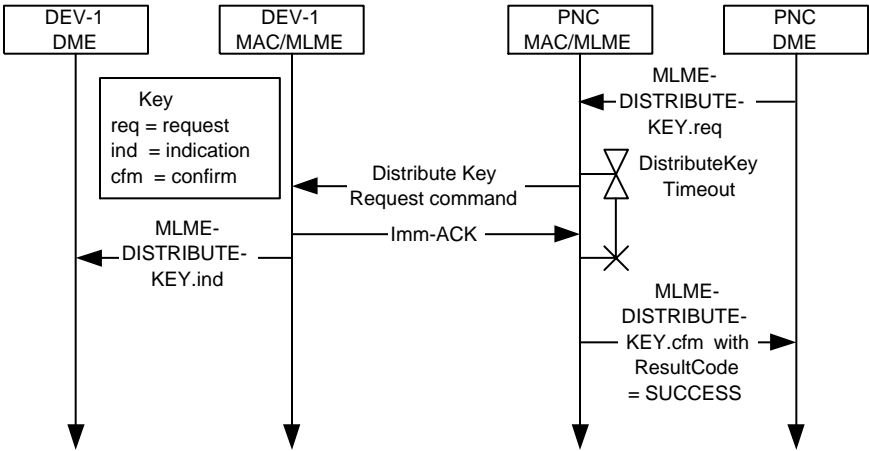 DEV-1
DME
DEV-1
MAC/MLME
PNC
MAC/MLME
PNC
DME
MLME-
DISTRIBUTE-
KEY.req
Key
req = request
ind = indication
cfm = confirm
DistributeKey
Timeout
Distribute Key
Request command
Imm-ACK
MLME-
DISTRIBUTE-
KEY.ind
MLME-
DISTRIBUTE-
KEY.cfm with
ResultCode
= SUCCESS